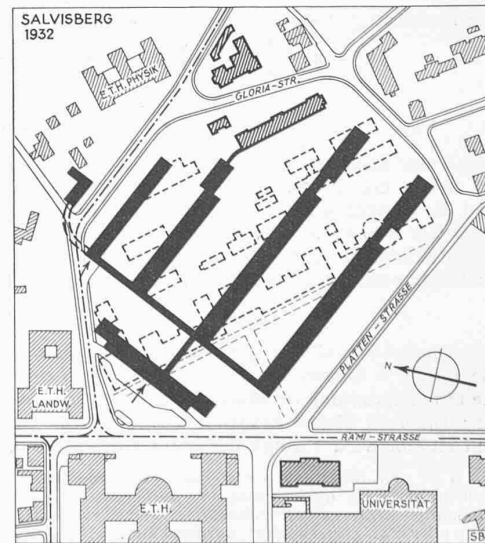 SALVISBERG
1932
E.T.H. PHYSIK
GLORIA-STR.
PLATTEN-STRASSE
N
E.T.H.
LANDW.
RÄMI-STRASSE
E.T.H.
UNIVERSITÄT
SB